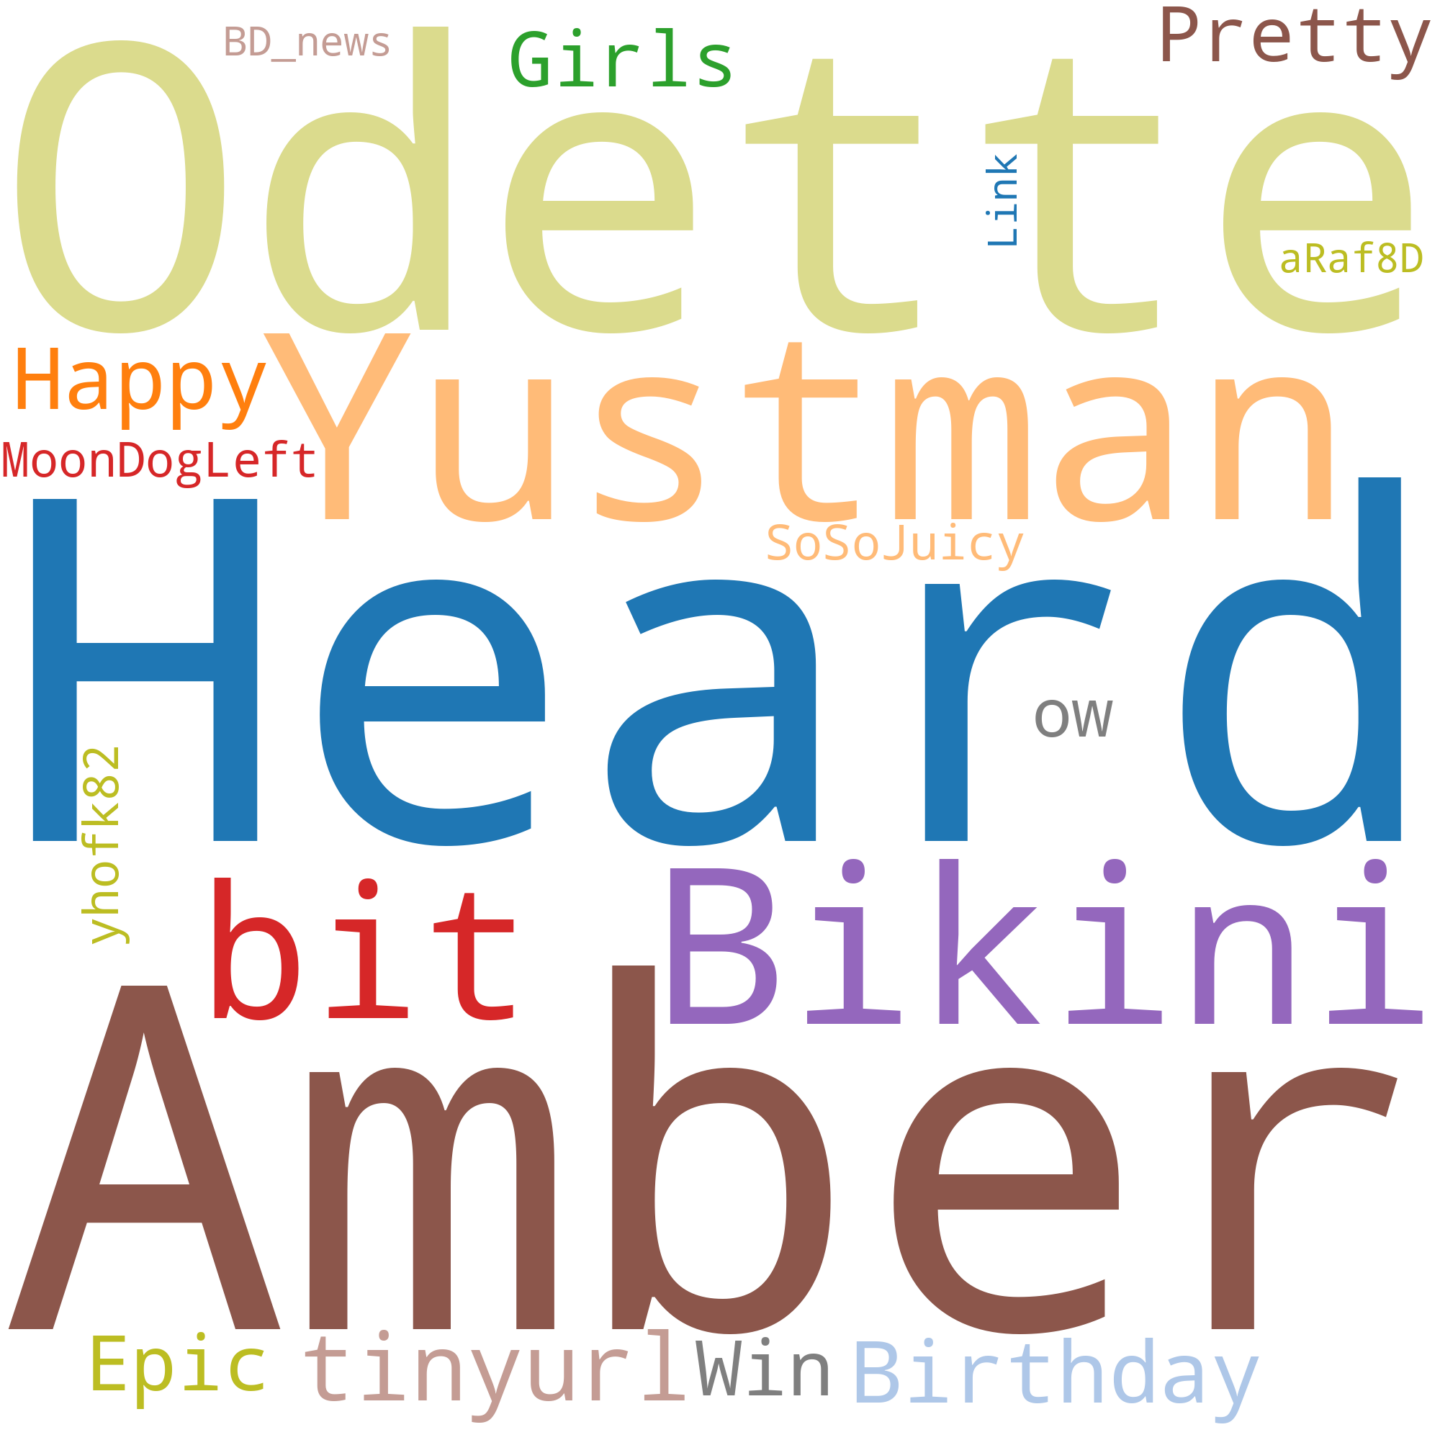 BD_news
Girls
Pretty
Odette
Link
aRaf8D
Happy
Yustman
MoonDogLeft
SoSoJuicy
Heard
ow
yhofk82
bit
Bikini
Amber
Epic
tinyurl
Win
Birthday